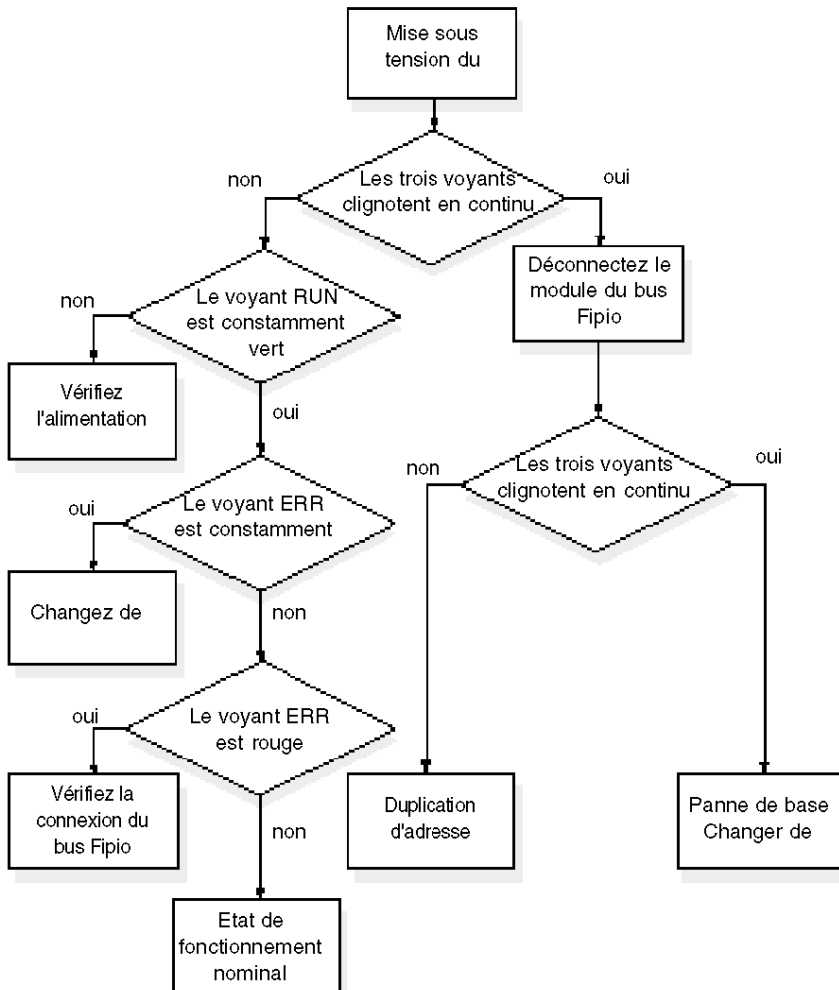 Mise sous
tension du
Les trois voyants
clignotent en continu
non
oui
Le voyant RUN
est constamment
vert
Déconnectez le
module du bus
Fipio
non
Vérifiez
l'alimentation
oui
Les trois voyants
clignotent en continu
non
oui
Le voyant ERR
est constamment
oui
Changez de
non
Le voyant ERR
est rouge
oui
Vérifiez la
connexion du
bus Fipio
non
Duplication
d'adresse
Panne de base
Changer de
Etat de
fonctionnement
nominal